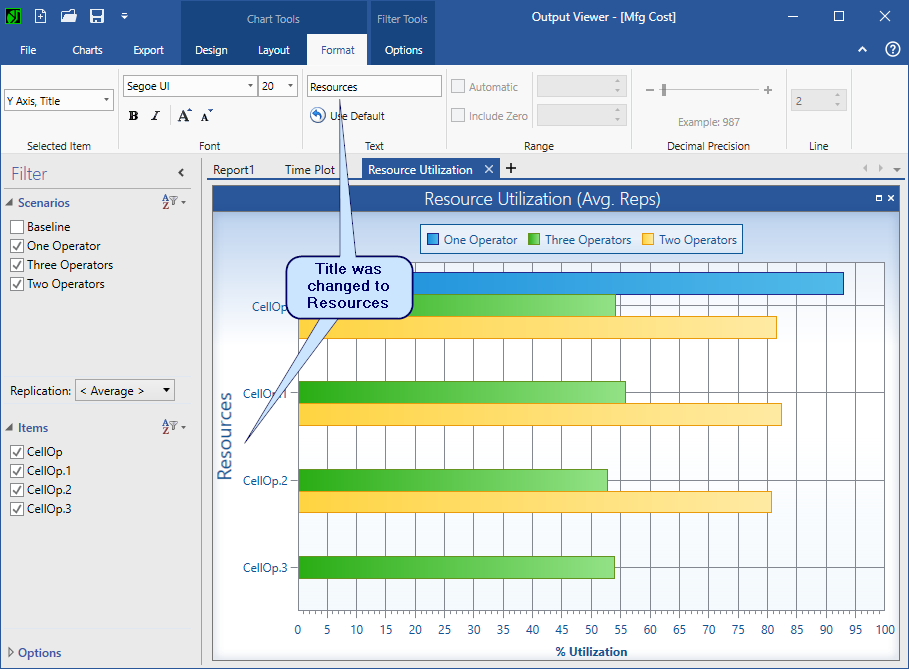 Chart Tools
Filter Tools
Output Viewer - [Mfg Cost]
File
Charts
Export
Design
Layout
Format
Options
Y Axis, Title
Selected Item
Segoe UI
20
B I A A
Font
Resources
Use Default
Text
Automatic
Include Zero
Range
Example: 987
Decimal Precision
2
Line
Filter
Scenarios
Baseline
One Operator
Three Operators
Two Operators
Replication: < Average >
Items
CellOp
CellOp.1
CellOp.2
CellOp.3
Options
Report1
Time Plot
Resource Utilization
Resource Utilization (Avg. Reps)
One Operator
Three Operators
Two Operators
Title was
changed to
Resources
CellOp
CellOp.1
CellOp.2
CellOp.3
Resources
0 5 10 15 20 25 30 35 40 45 50 55 60 65 70 75 80 85 90 95 100
% Utilization